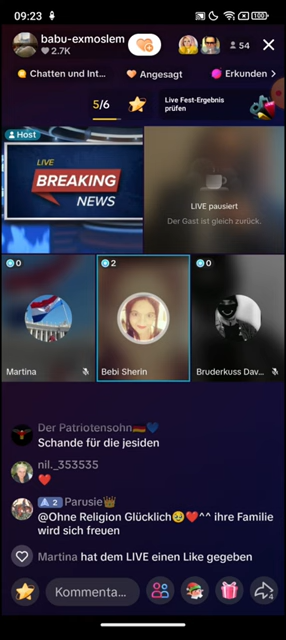 09:23
100
babu-exmoslem
2.7K
54
Chatten und Int...
Angesagt
Erkunden
5/6
Live Fest-Ergebnis
prüfen
Host
LIVE
BREAKING
NEWS
LIVE pausiert
Der Gast ist gleich zurück.
0
2
0
Martina
Bebi Sherin
Bruderkuss Dav...
Der Patriotensohn🇩🇪💙
Schande für die jesiden
nil._353535
❤️
2 Parusie👑
@Ohne Religion Glücklich🥹❤️^^ ihre Familie
wird sich freuen
Martina hat dem LIVE einen Like gegeben
Kommenta...
4